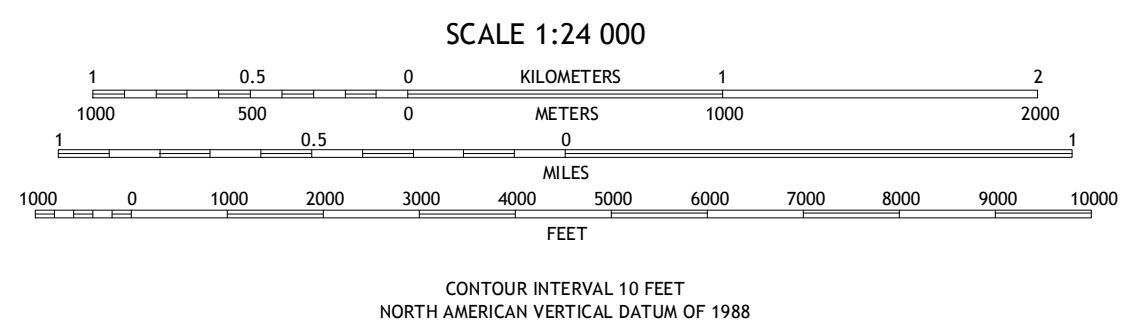 SCALE 1:24 000
1 0.5 0 KILOMETERS 1 2
1000 500 0 METERS 1000 2000
1 0.5 0 1
MILES
1000 0 1000 2000 3000 4000 5000 6000 7000 8000 9000 10000
FEET
CONTOUR INTERVAL 10 FEET
NORTH AMERICAN VERTICAL DATUM OF 1988